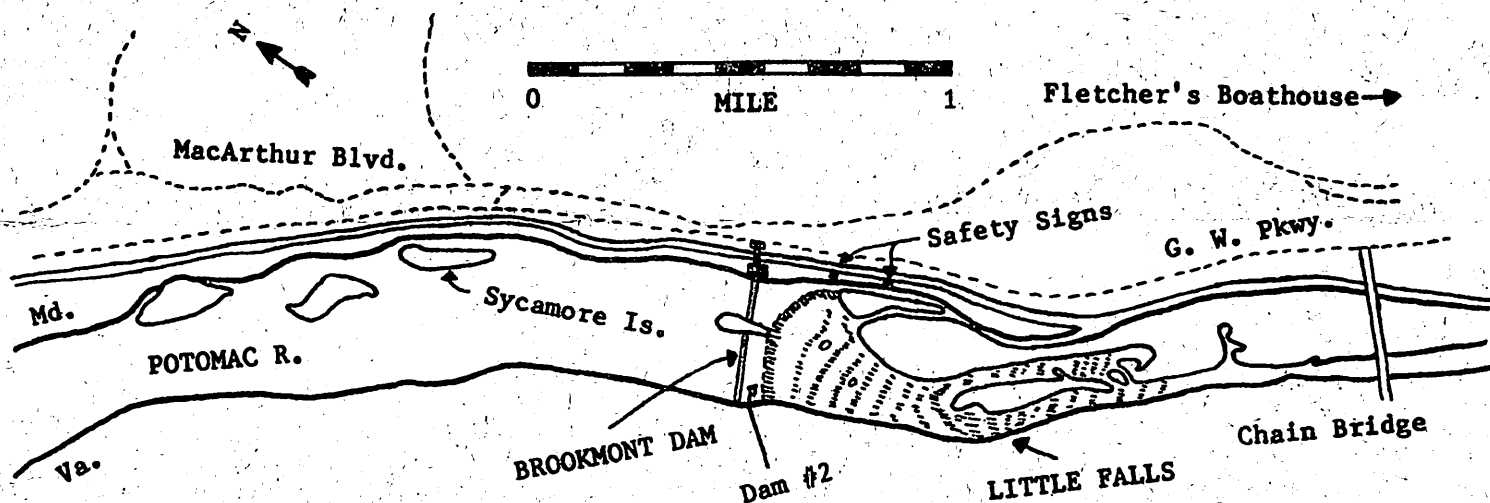 N
0 MILE 1
Fletcher's Boathouse
MacArthur Blvd.
Safety Signs
G. W. Pkwy.
Md.
Sycamore Is.
POTOMAC R.
Va.
BROOKMONT DAM
Dam #2
LITTLE FALLS
Chain Bridge